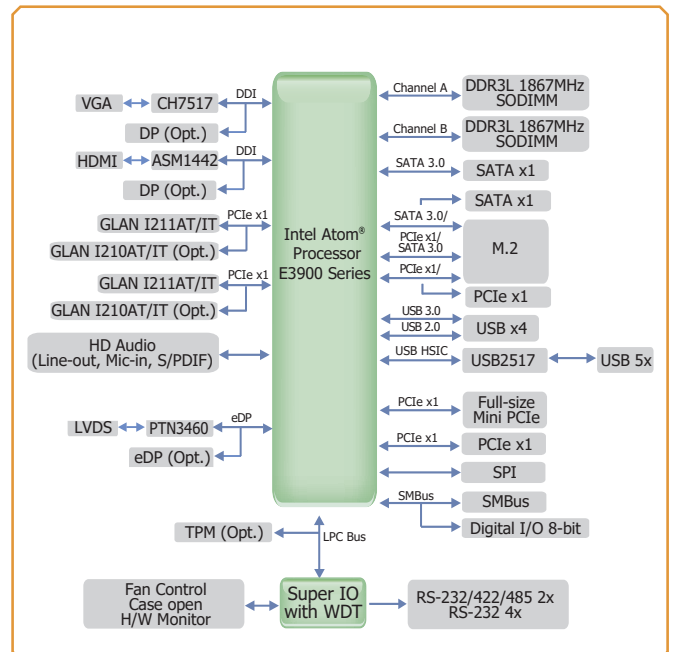 VGA
CH7517
DDI
DP (Opt.)
HDMI
ASM1442
DDI
DP (Opt.)
GLAN I211AT/IT
PCIe x1
GLAN I210AT/IT (Opt.)
GLAN I211AT/IT
PCIe x1
GLAN I210AT/IT (Opt.)
HD Audio
(Line-out, Mic-in, S/PDIF)
LVDS
PTN3460
eDP
eDP (Opt.)
Intel Atom®
Processor
E3900 Series
Channel A
DDR3L 1867MHz
SODIMM
Channel B
DDR3L 1867MHz
SODIMM
SATA 3.0
SATA x1
SATA x1
SATA 3.0/
PCIe x1/
SATA 3.0
M.2
PCIe x1/
PCIe x1
USB 3.0
USB 2.0
USB x4
USB HSIC
USB2517
USB 5x
PCIe x1
Full-size
Mini PCIe
PCIe x1
PCIe x1
SPI
SMBus
SMBus
Digital I/O 8-bit
TPM (Opt.)
LPC Bus
Fan Control
Case open
H/W Monitor
Super IO
with WDT
RS-232/422/485 2x
RS-232 4x